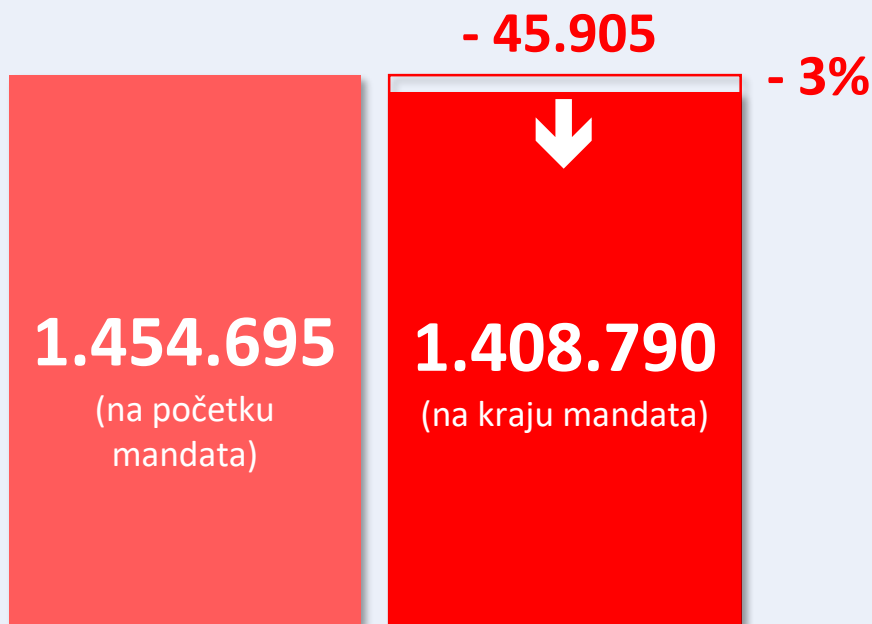 - 45.905
- 3%
1.454.695
(na početku
mandata)
1.408.790
(na kraju mandata)